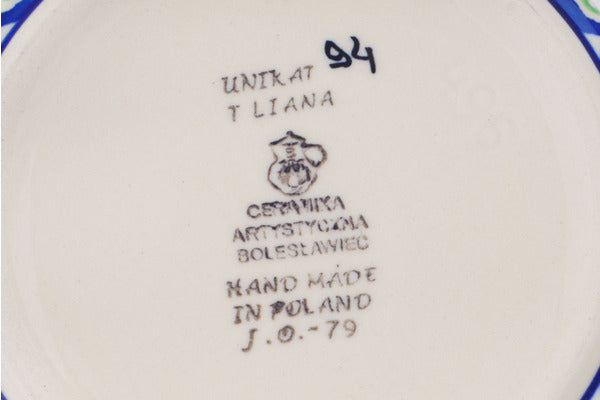 UNIKAT 94
T LIANA
CERAMIKA
ARTYSTYCZNA
BOLESŁAWIEC
HAND MADE
IN POLAND
J.O.-79